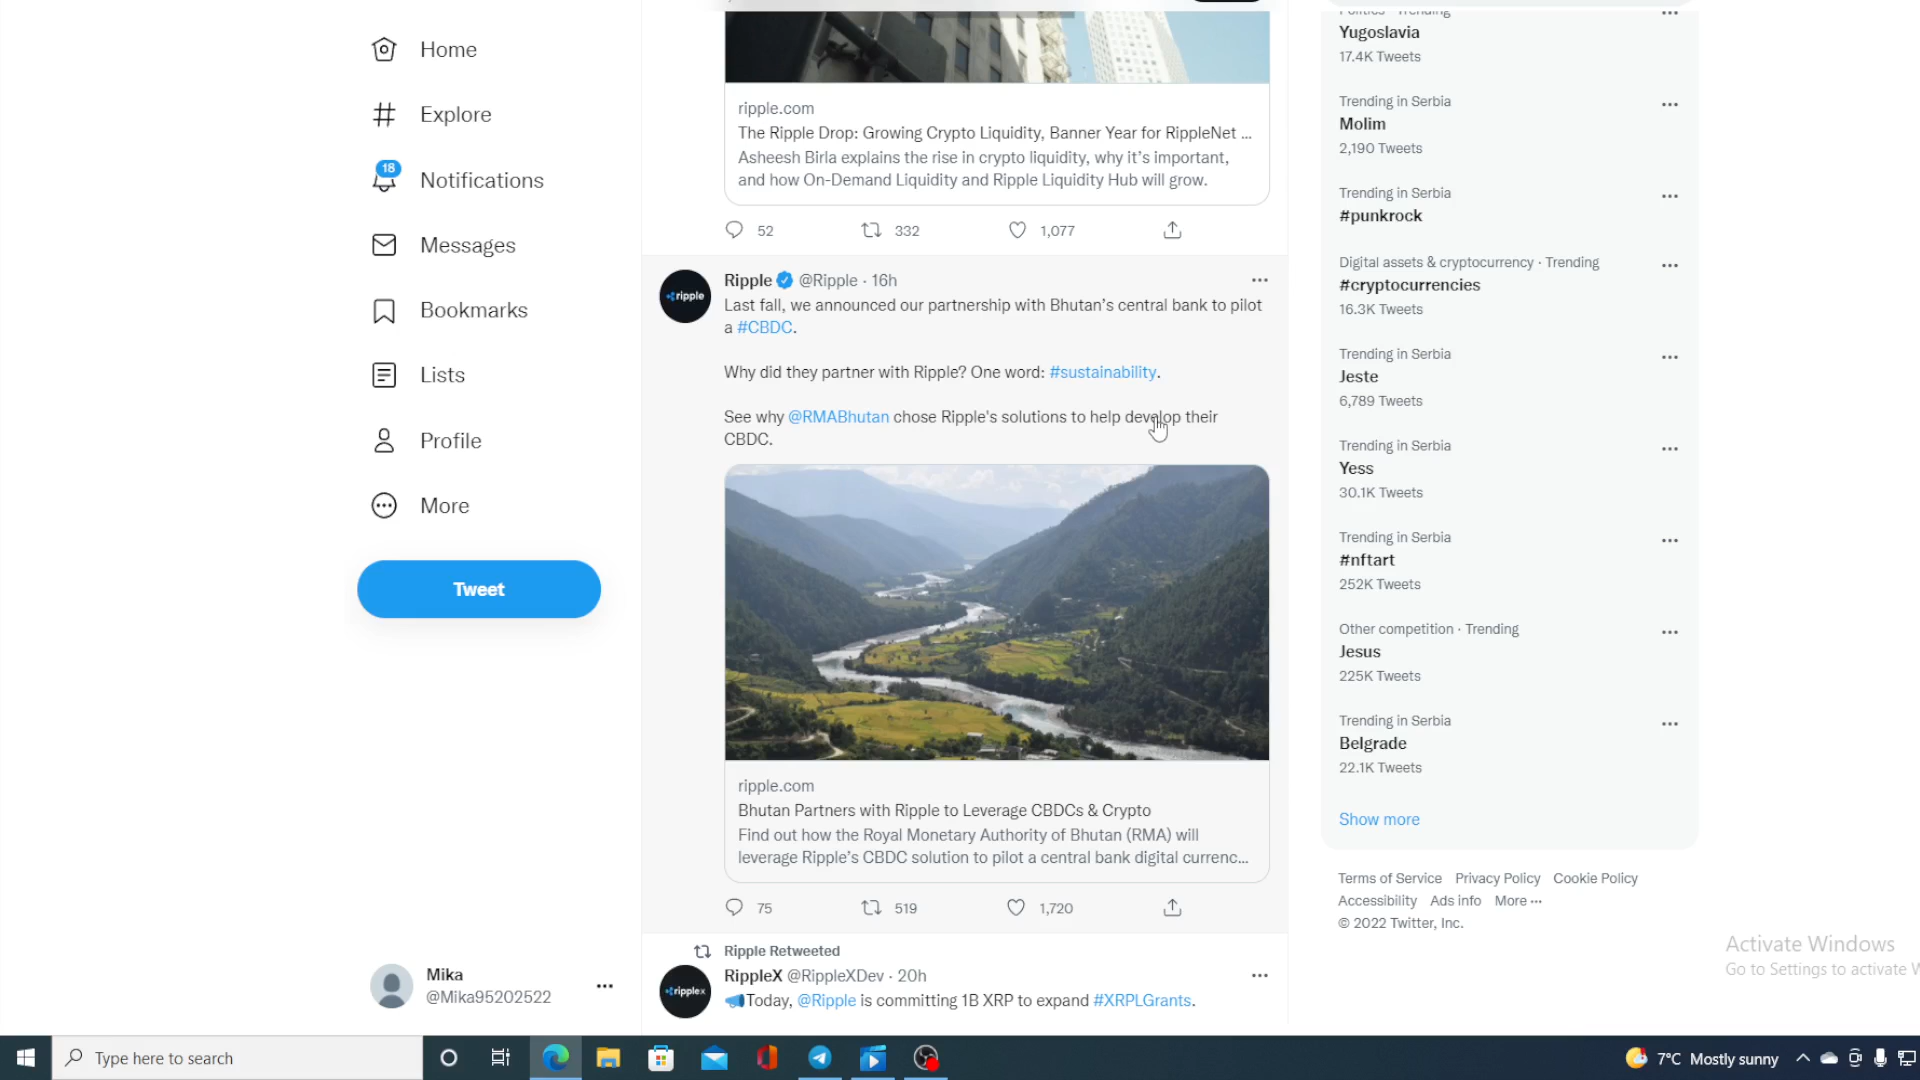 Home
Explore
18
Notifications
Messages
Bookmarks
Lists
Profile
More
Tweet
Mika
@Mika95202522
ripple.com
The Ripple Drop: Growing Crypto Liquidity, Banner Year for RippleNet ...
Asheesh Birla explains the rise in crypto liquidity, why it's important,
and how On-Demand Liquidity and Ripple Liquidity Hub will grow.
52 332 1,077
ripple
Ripple @Ripple · 16h
Last fall, we announced our partnership with Bhutan's central bank to pilot
a #CBDC.
Why did they partner with Ripple? One word: #sustainability.
See why @RMABhutan chose Ripple's solutions to help develop their
CBDC.
ripple.com
Bhutan Partners with Ripple to Leverage CBDCs & Crypto
Find out how the Royal Monetary Authority of Bhutan (RMA) will
leverage Ripple's CBDC solution to pilot a central bank digital currenc...
75 519 1,720
Ripple Retweeted
ripplex
RippleX @RippleXDev · 20h
Today, @Ripple is committing 1B XRP to expand #XRPLGrants.
Politics · Trending
Yugoslavia
17.4K Tweets
Trending in Serbia
Molim
2,190 Tweets
Trending in Serbia
#punkrock
Digital assets & cryptocurrency · Trending
#cryptocurrencies
16.3K Tweets
Trending in Serbia
Jeste
6,789 Tweets
Trending in Serbia
Yess
30.1K Tweets
Trending in Serbia
#nftart
252K Tweets
Other competition · Trending
Jesus
225K Tweets
Trending in Serbia
Belgrade
22.1K Tweets
Show more
Terms of Service Privacy Policy Cookie Policy
Accessibility Ads info More ...
© 2022 Twitter, Inc.
Activate Windows
Go to Settings to activate W
Type here to search
7°C Mostly sunny